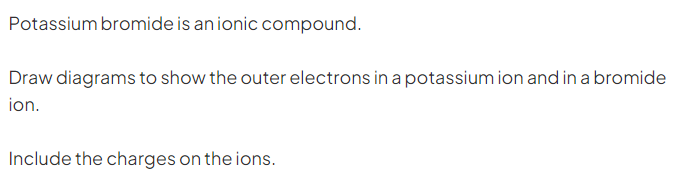 Potassium bromide is an ionic compound.
Draw diagrams to show the outer electrons in a potassium ion and in a bromide
ion.
Include the charges on the ions.